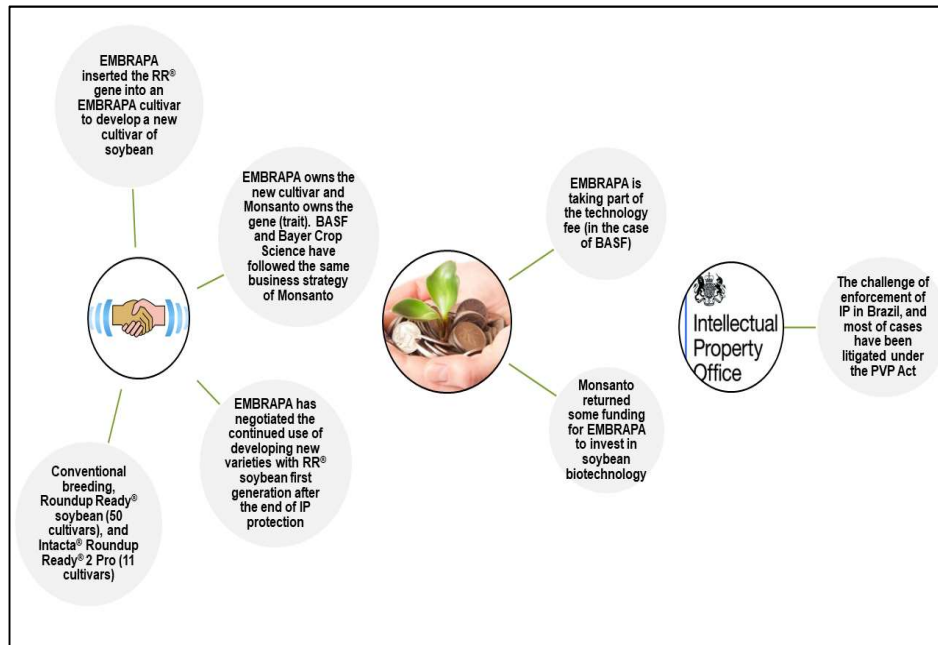 EMBRAPA
inserted the RR®
gene into an
EMBRAPA cultivar
to develop a new
cultivar of
soybean
EMBRAPA owns the
new cultivar and
Monsanto owns the
gene (trait). BASF
and Bayer Crop
Science have
followed the same
business strategy
of Monsanto
EMBRAPA has
negotiated the
continued use of
developing new
varieties with RR®
soybean first
generation after
the end of IP
protection
Conventional
breeding,
Roundup Ready®
soybean (50
cultivars), and
Intacta® Roundup
Ready® 2 Pro (11
cultivars)
EMBRAPA is
taking part of
the technology
fee (in the case
of BASF)
Monsanto
returned
some funding
for EMBRAPA
to invest in
soybean
biotechnology
Intellectual
Property
Office
The challenge of
enforcement of
IP in Brazil, and
most of cases
have been
litigated under
the PVP Act